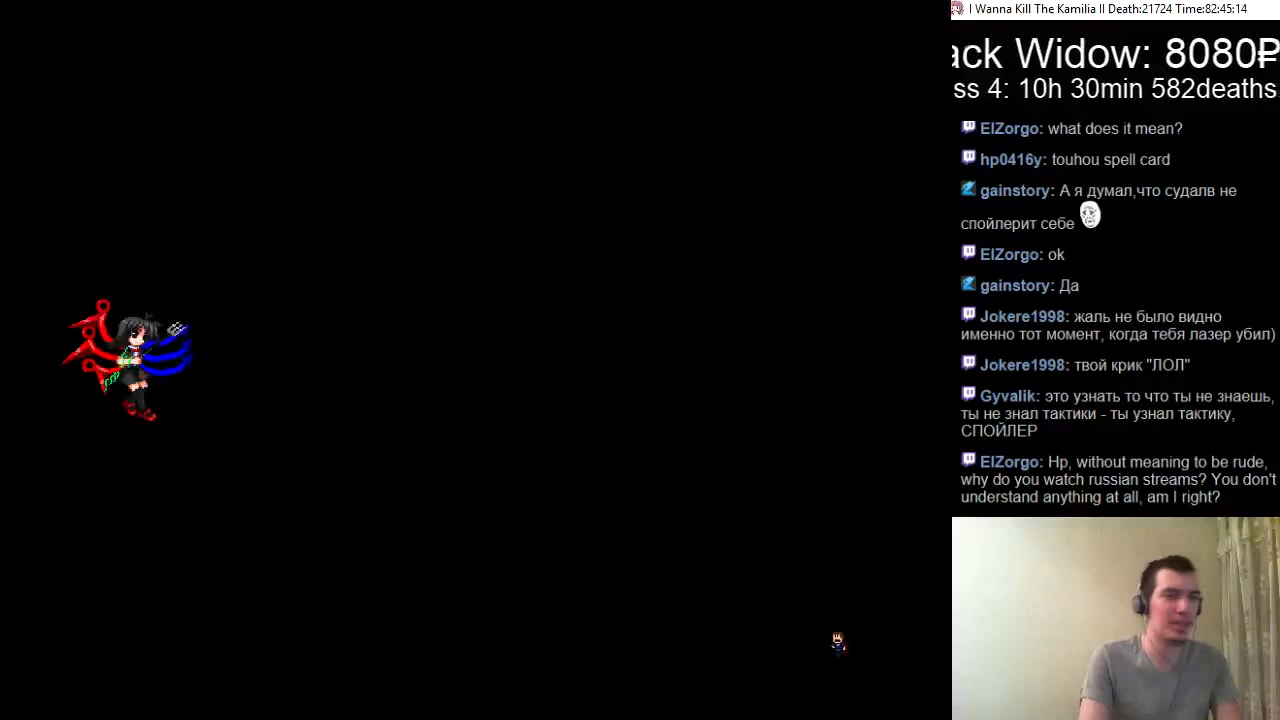 I Wanna Kill The Kamilia II Death:21724 Time:82:45:14
ack Widow: 8080₽
ss 4: 10h 30min 582deaths
ElZorgo: what does it mean?
hp0416y: touhou spell card
gainstory: А я думал,что судалв не
спойлерит себе
ElZorgo: ok
gainstory: Да
Jokere1998: жаль не было видно
именно тот момент, когда тебя лазер убил)
Jokere1998: твой крик "ЛОЛ"
Gyvalik: это узнать то что ты не знаешь,
ты не знал тактики - ты узнал тактику,
СПОЙЛЕР
ElZorgo: Hp, without meaning to be rude,
why do you watch russian streams? You don't
understand anything at all, am I right?